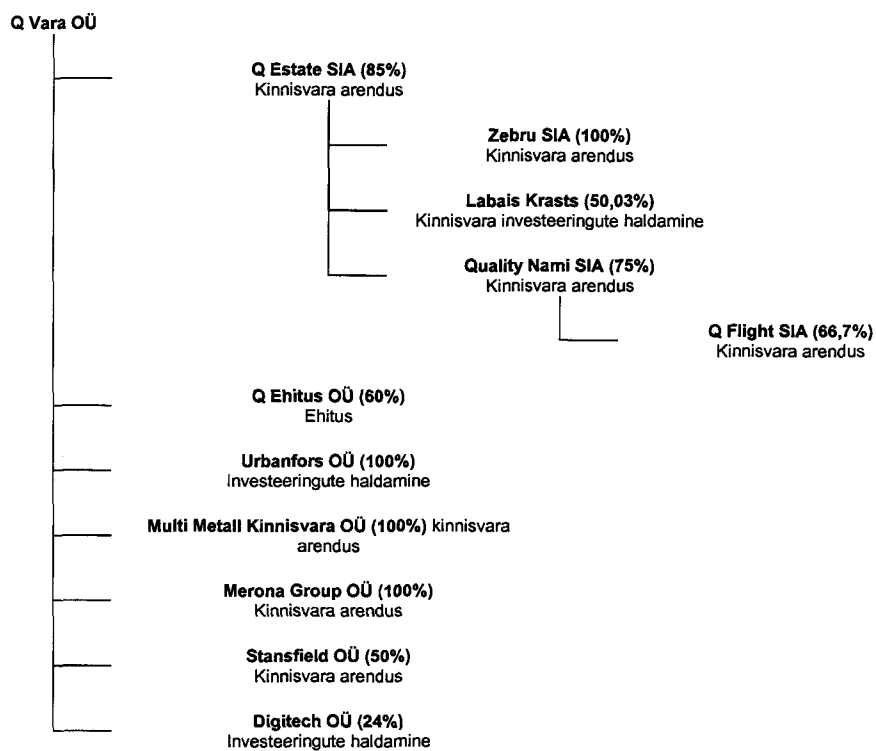 Q Vara OÜ
Q Estate SIA (85%)
Kinnisvara arendus
Zebru SIA (100%)
Kinnisvara arendus
Labais Krasts (50,03%)
Kinnisvara investeeringute haldamine
Quality Nami SIA (75%)
Kinnisvara arendus
Q Flight SIA (66,7%)
Kinnisvara arendus
Q Ehitus OÜ (60%)
Ehitus
Urbanfors OÜ (100%)
Investeeringute haldamine
Multi Metall Kinnisvara OÜ (100%) kinnisvara
arendus
Merona Group OÜ (100%)
Kinnisvara arendus
Stansfield OÜ (50%)
Kinnisvara arendus
Digitech OÜ (24%)
Investeeringute haldamine